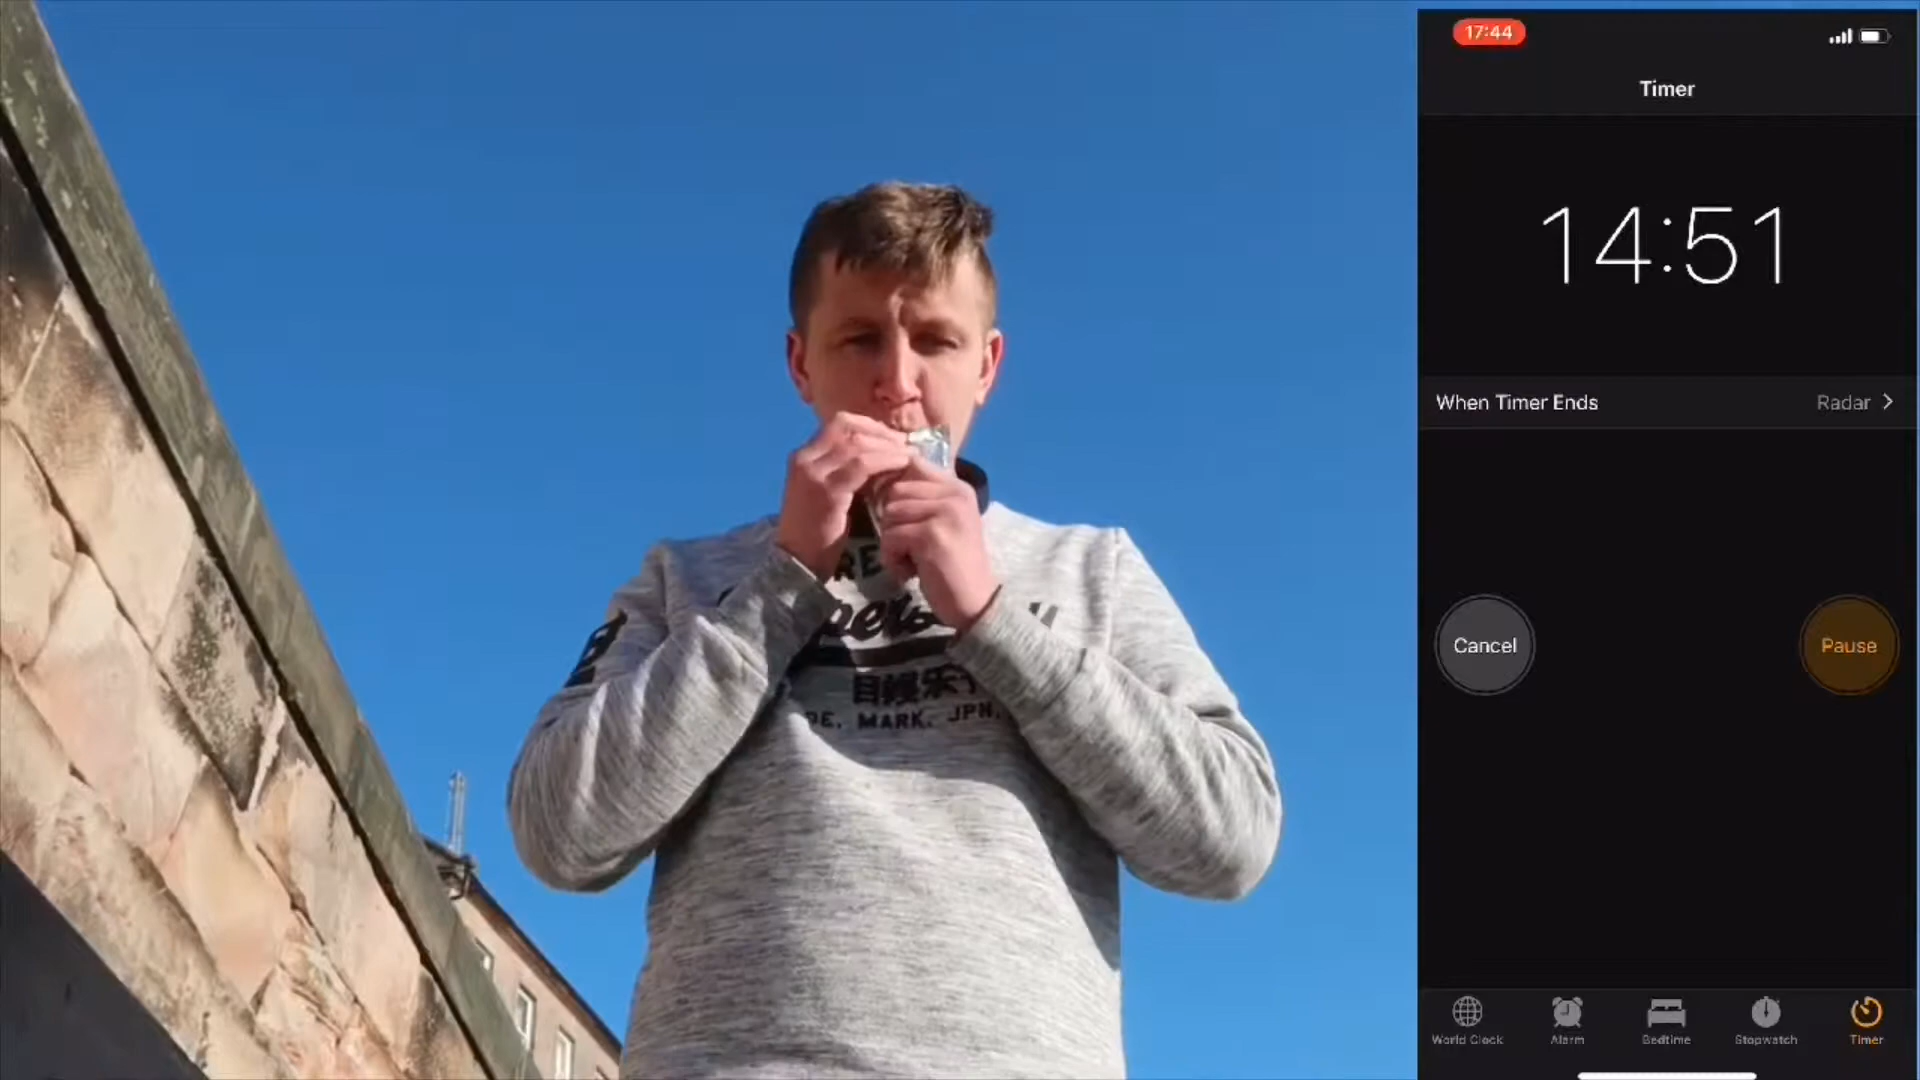 17:44
Timer
14:51
When Timer Ends
Radar
Cancel
Pause
World Clock
Alarm
Bedtime
Stopwatch
Timer
MARK. JPN.